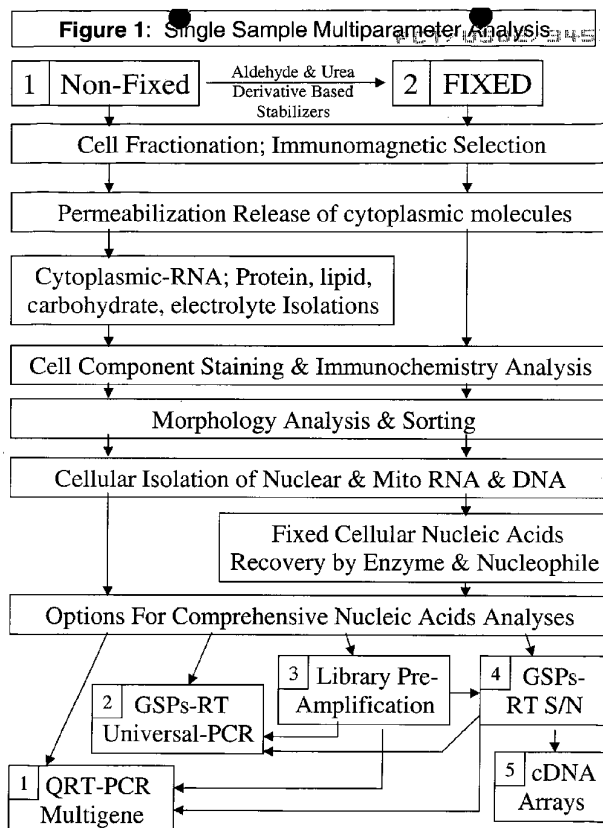 Figure 1: Single Sample Multiparameter Analysis
1 Non-Fixed
Aldehyde & Urea
Derivative Based
Stabilizers
2 FIXED
Cell Fractionation; Immunomagnetic Selection
Permeabilization Release of cytoplasmic molecules
Cytoplasmic-RNA; Protein, lipid,
carbohydrate, electrolyte Isolations
Cell Component Staining & Immunochemistry Analysis
Morphology Analysis & Sorting
Cellular Isolation of Nuclear & Mito RNA & DNA
Fixed Cellular Nucleic Acids
Recovery by Enzyme & Nucleophile
Options For Comprehensive Nucleic Acids Analyses
3 Library Pre-
Amplification
4 GSPs-
RT S/N
2 GSPs-RT
Universal-PCR
1 QRT-PCR
Multigene
5 cDNA
Arrays